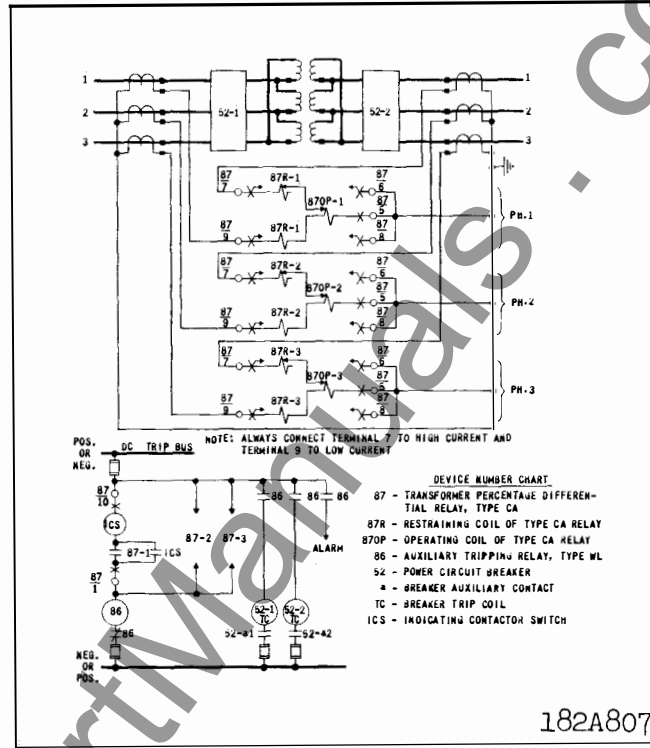 1 1
2 52-1 52-2 2
3 3
87/7 87R-1 87/6
87OP-1 87/5 PH.1
87/9 87R-1 87/8
87/7 87R-2 87/6
87OP-2 87/5 PH.2
87/9 87R-2 87/8
87/7 87R-3 87/6
87OP-3 87/5 PH.3
87/9 87R-3 87/8
NOTE: ALWAYS CONNECT TERMINAL 7 TO HIGH CURRENT AND
TERMINAL 9 TO LOW CURRENT
POS.
OR
NEG.
DC TRIP BUS
87/10
ICS
87-1 ICS
87-2 87-3
86 86 86
ALARM
87/1
86
86
52-1 TC
52-2 TC
52-a1 52-a2
NEG.
OR
POS.
DEVICE NUMBER CHART
87 - TRANSFORMER PERCENTAGE DIFFEREN-
TIAL RELAY, TYPE CA
87R - RESTRAINING COIL OF TYPE CA RELAY
87OP - OPERATING COIL OF TYPE CA RELAY
86 - AUXILIARY TRIPPING RELAY, TYPE WL
52 - POWER CIRCUIT BREAKER
a - BREAKER AUXILIARY CONTACT
TC - BREAKER TRIP COIL
ICS - INDICATING CONTACTOR SWITCH
182A807
rtManuals.co